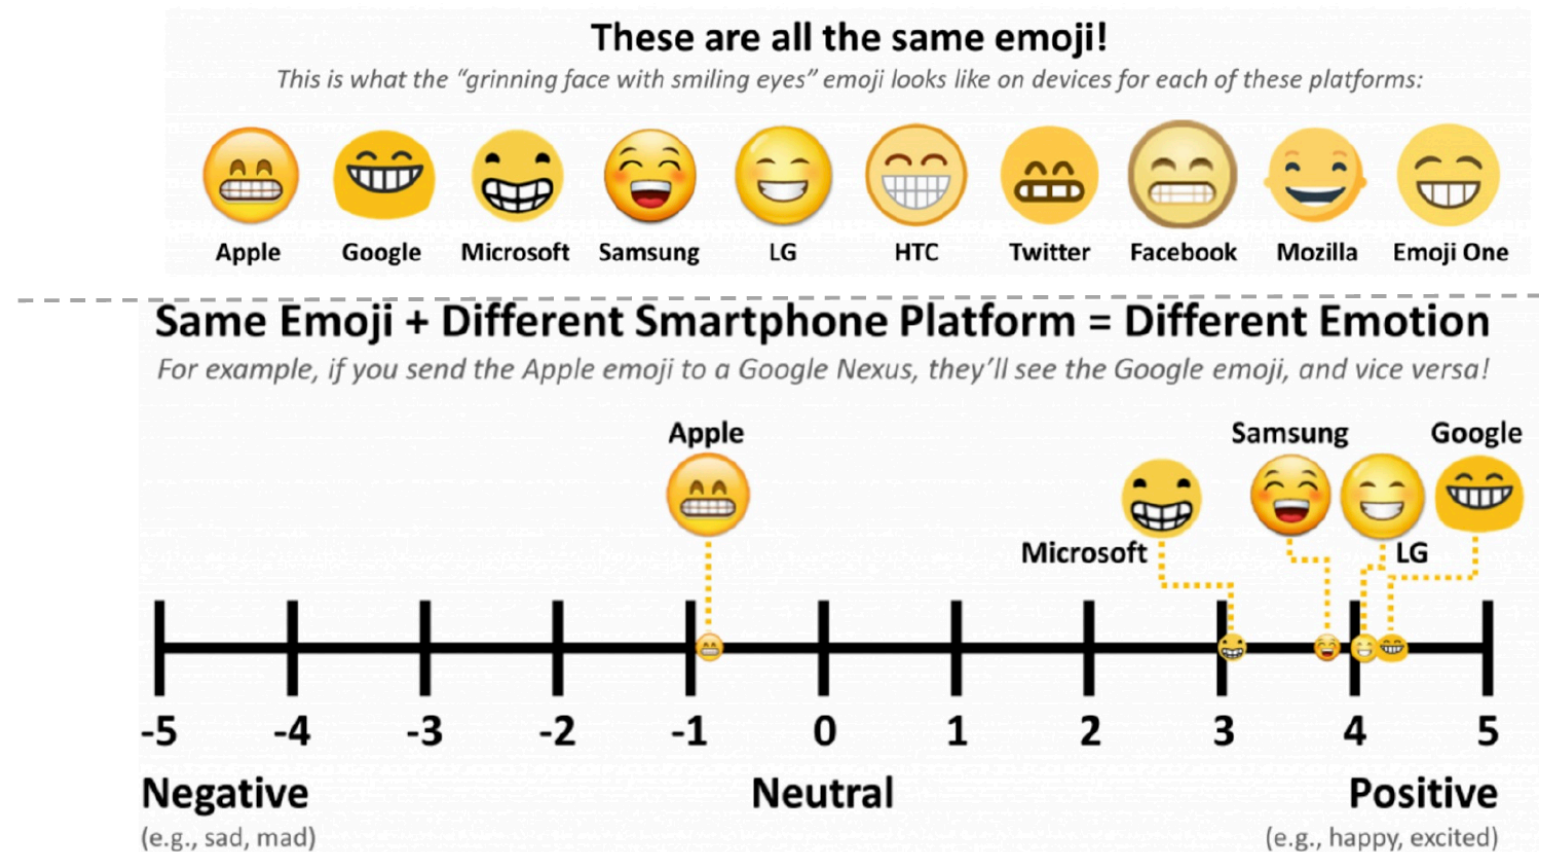 These are all the same emoji!
This is what the “grinning face with smiling eyes” emoji looks like on devices for each of these platforms:
Apple Google Microsoft Samsung LG HTC Twitter Facebook Mozilla Emoji One
Same Emoji + Different Smartphone Platform = Different Emotion
For example, if you send the Apple emoji to a Google Nexus, they’ll see the Google emoji, and vice versa!
Apple Samsung Google
Microsoft LG
-5 -4 -3 -2 -1 0 1 2 3 4 5
Negative Neutral Positive
(e.g., sad, mad) (e.g., happy, excited)